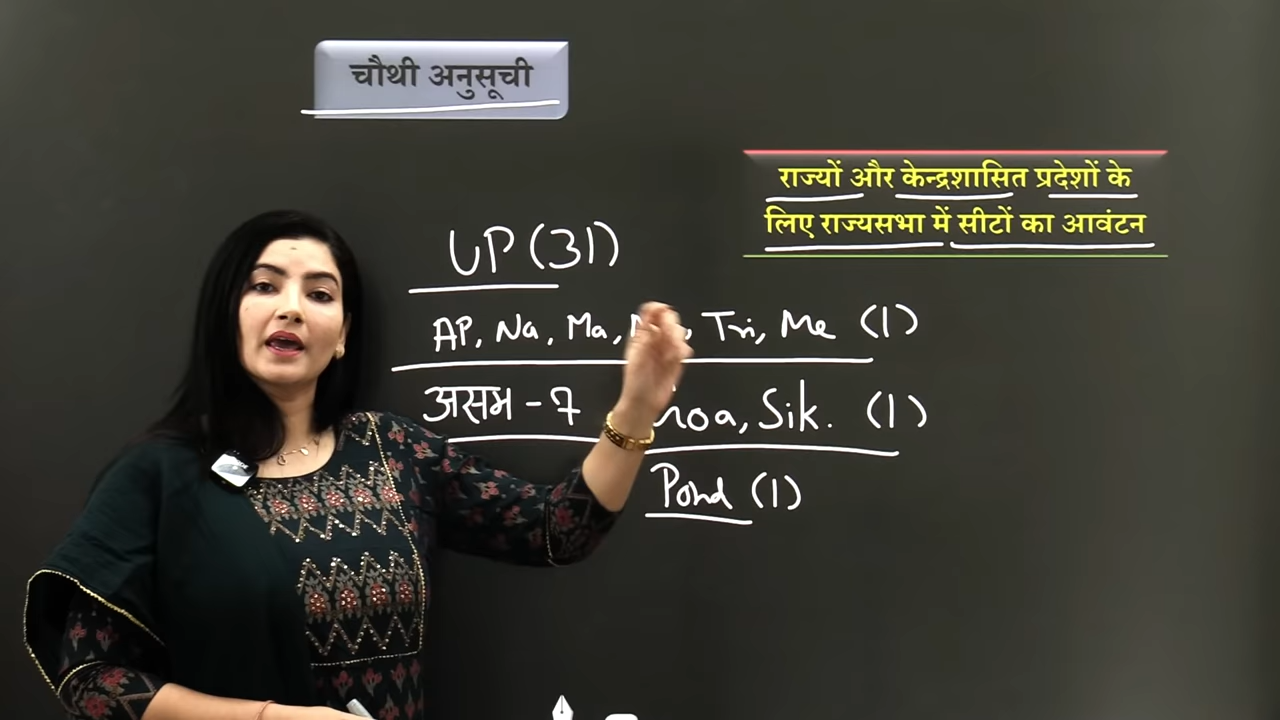 चौथी अनुसूची
राज्यों और केन्द्रशासित प्रदेशों के
लिए राज्यसभा में सीटों का आवंटन
UP (31)
AP, Na, Ma, Tri, Me (1)
असम - 7
Sik. (1)
Pond (1)